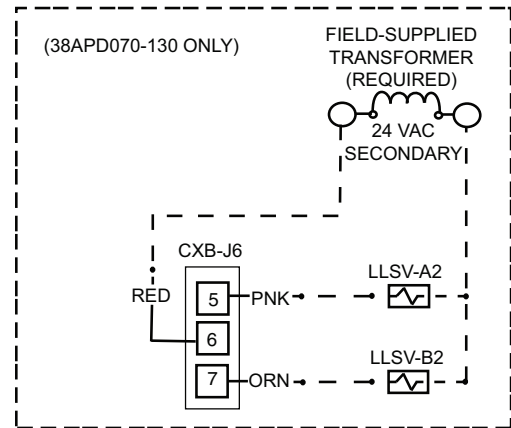 (38APD070-130 ONLY)
FIELD-SUPPLIED
TRANSFORMER
(REQUIRED)
24 VAC
SECONDARY
CXB-J6
RED
5
PNK
LLSV-A2
6
7
ORN
LLSV-B2